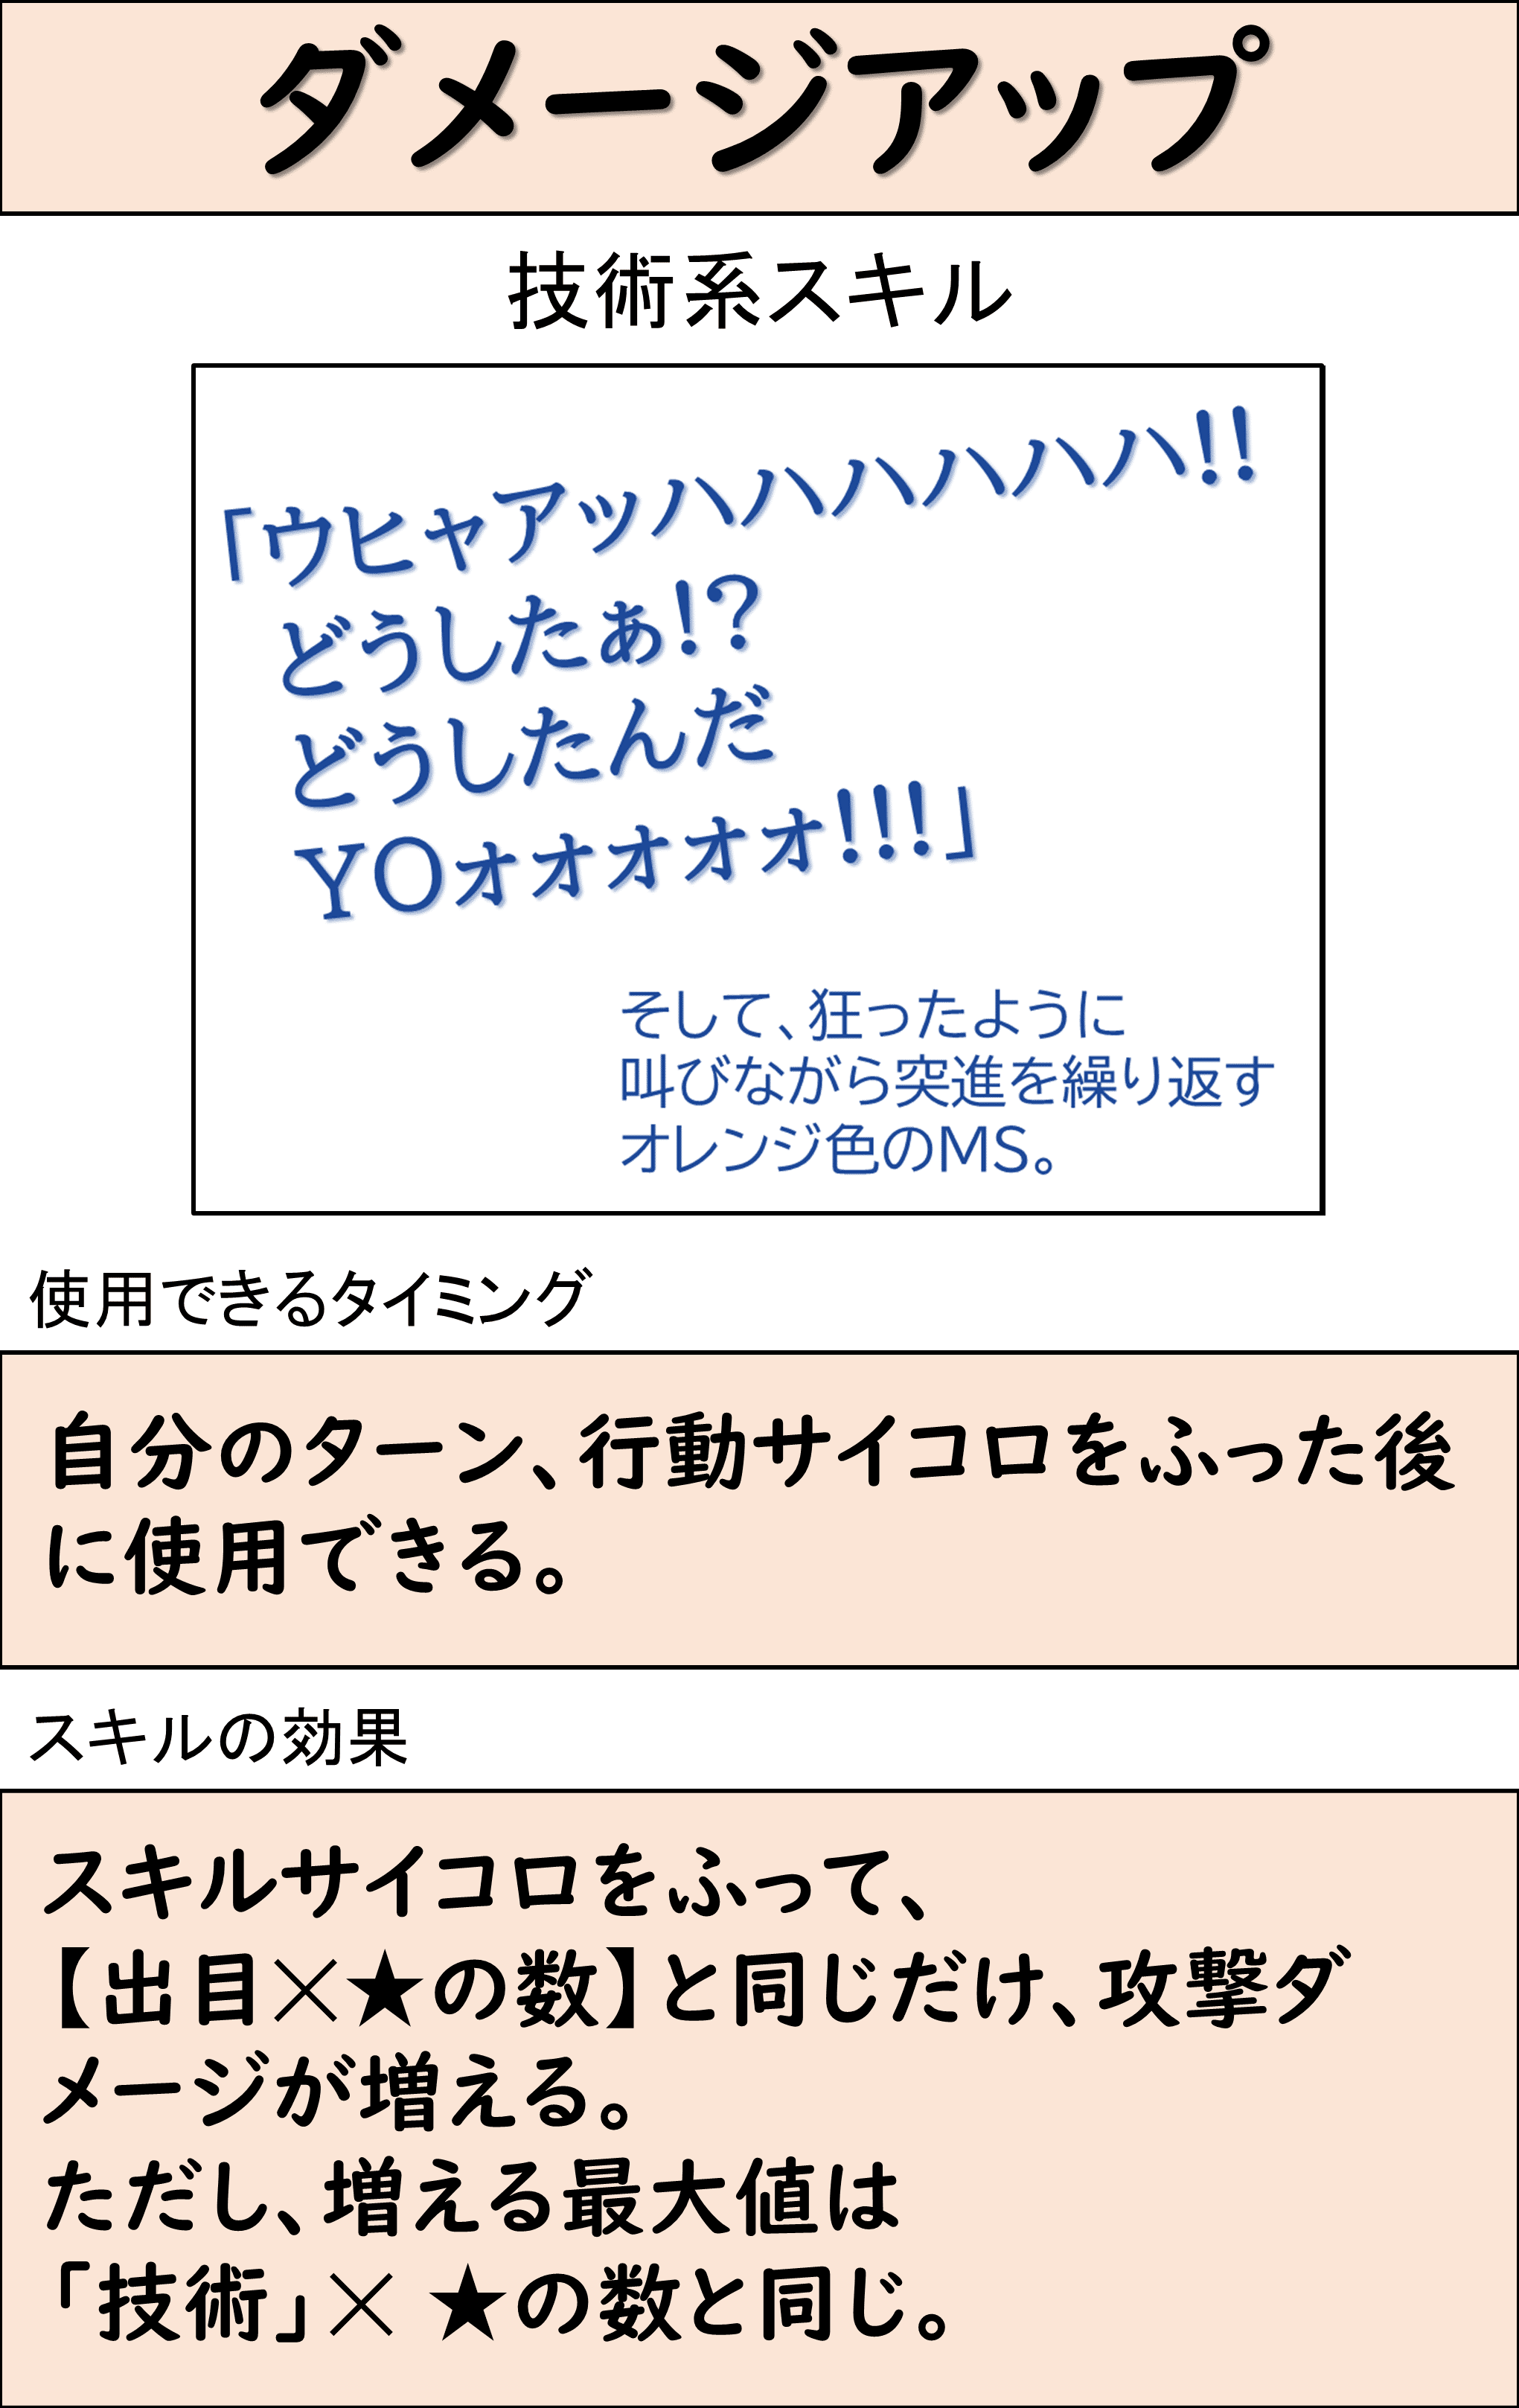 ダメージアップ
技術系スキル
「ウヒャアッハハハハハハ!!
どうしたぁ!?
どうしたんだ
YOォォォォォ!!!」
そして、狂ったように
叫びながら突進を繰り返す
オレンジ色のMS。
使用できるタイミング
自分のターン、行動サイコロをふった後
に使用できる。
スキルの効果
スキルサイコロをふって、
【出目×★の数】と同じだけ、攻撃ダ
メージが増える。
ただし、増える最大値は
「技術」× ★の数と同じ。